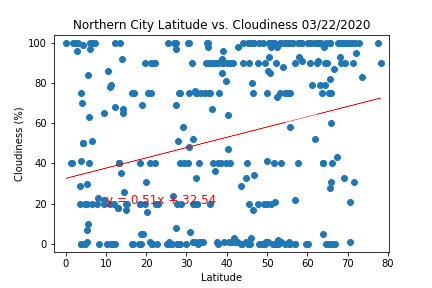 Northern City Latitude vs. Cloudiness 03/22/2020
100
80
60
40
20
0
Cloudiness (%)
y = 0.51x + 32.54
0 10 20 30 40 50 60 70 80
Latitude